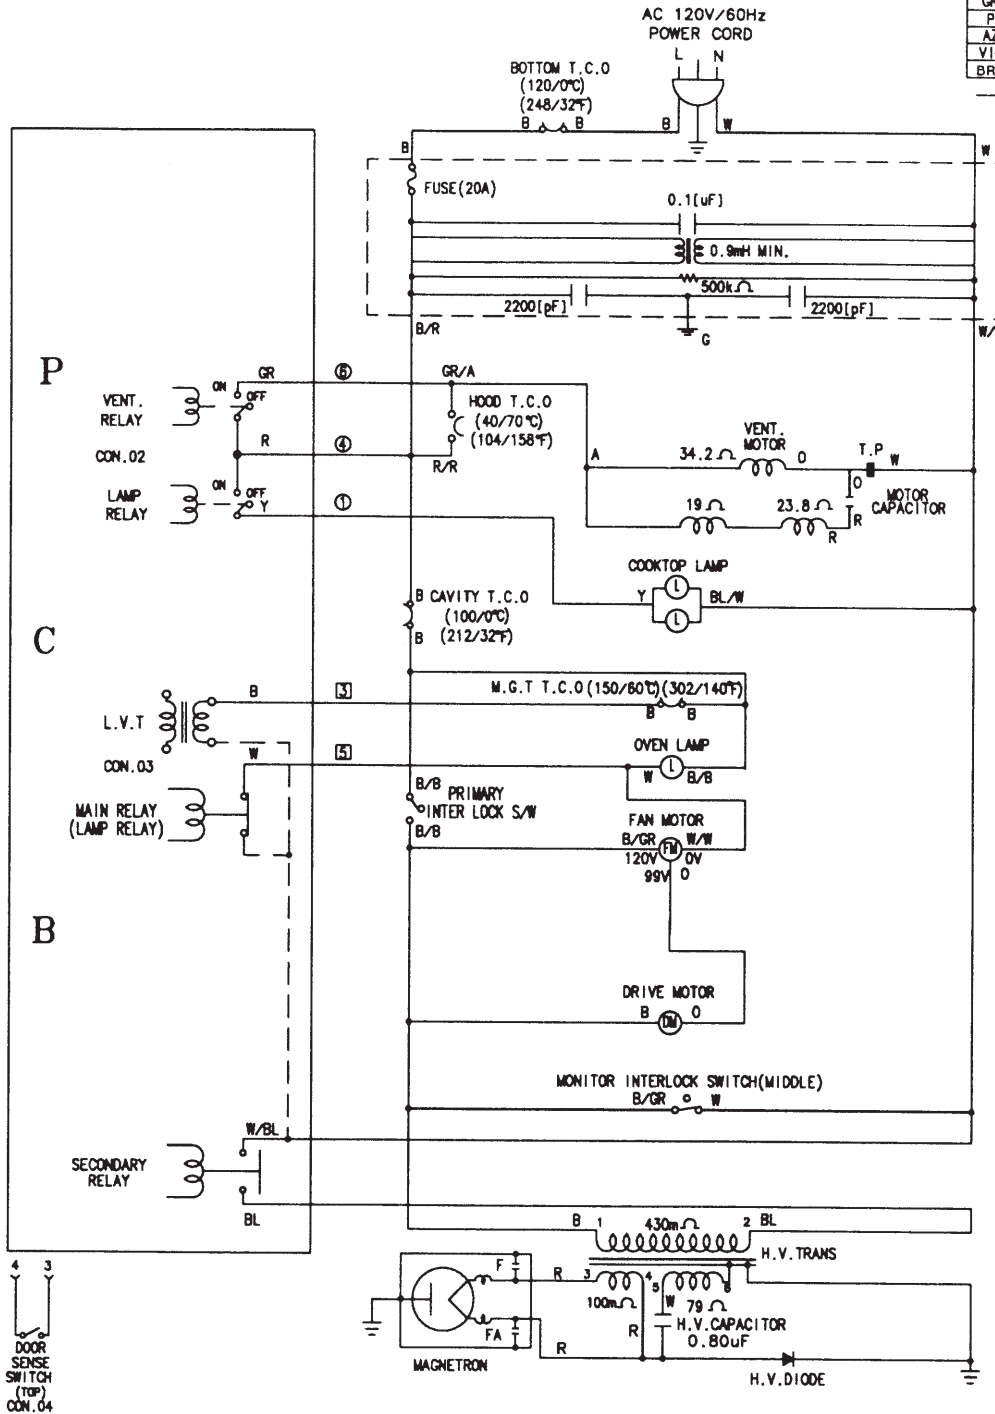 AC 120V/60Hz
POWER CORD
L N
BOTTOM T.C.O
(120/0℃)
(248/32℉)
B B B W
B W
FUSE(20A)
0.1[uF]
0.9mH MIN.
500kΩ
2200[pF] 2200[pF]
B/R G W/
P
GR ⑥ GR/A
VENT.
RELAY
ON OFF
HOOD T.C.O
(40/70℃)
(104/158℉)
R ④ R/R
CON.02
LAMP
RELAY
ON OFF
Y ①
VENT.
MOTOR
A 34.2Ω O T.P W
O
MOTOR
CAPACITOR
19Ω 23.8Ω R
R
COOKTOP LAMP
Y L BL/W
L
B CAVITY T.C.O
(100/0℃)
B (212/32℉)
C
M.G.T T.C.O(150/60℃)(302/140℉)
B 3 B B
L.V.T
OVEN LAMP
W 5 W L B/B
CON.03
MAIN RELAY
(LAMP RELAY)
B/B PRIMARY
INTER LOCK S/W
B/B
FAN MOTOR
B/GR FM W/W
120V 0V
99V O
B
DRIVE MOTOR
B DM O
MONITOR INTERLOCK SWITCH(MIDDLE)
B/GR W
W/BL
SECONDARY
RELAY
BL
B 1 430mΩ 2 BL
H.V.TRANS
F R 3 4 5 6
100mΩ W 79Ω
R H.V.CAPACITOR
0.80uF
FA R
MAGNETRON
H.V.DIODE
4 3
DOOR
SENSE
SWITCH
(TOP)
CON.04
P
VI
BR